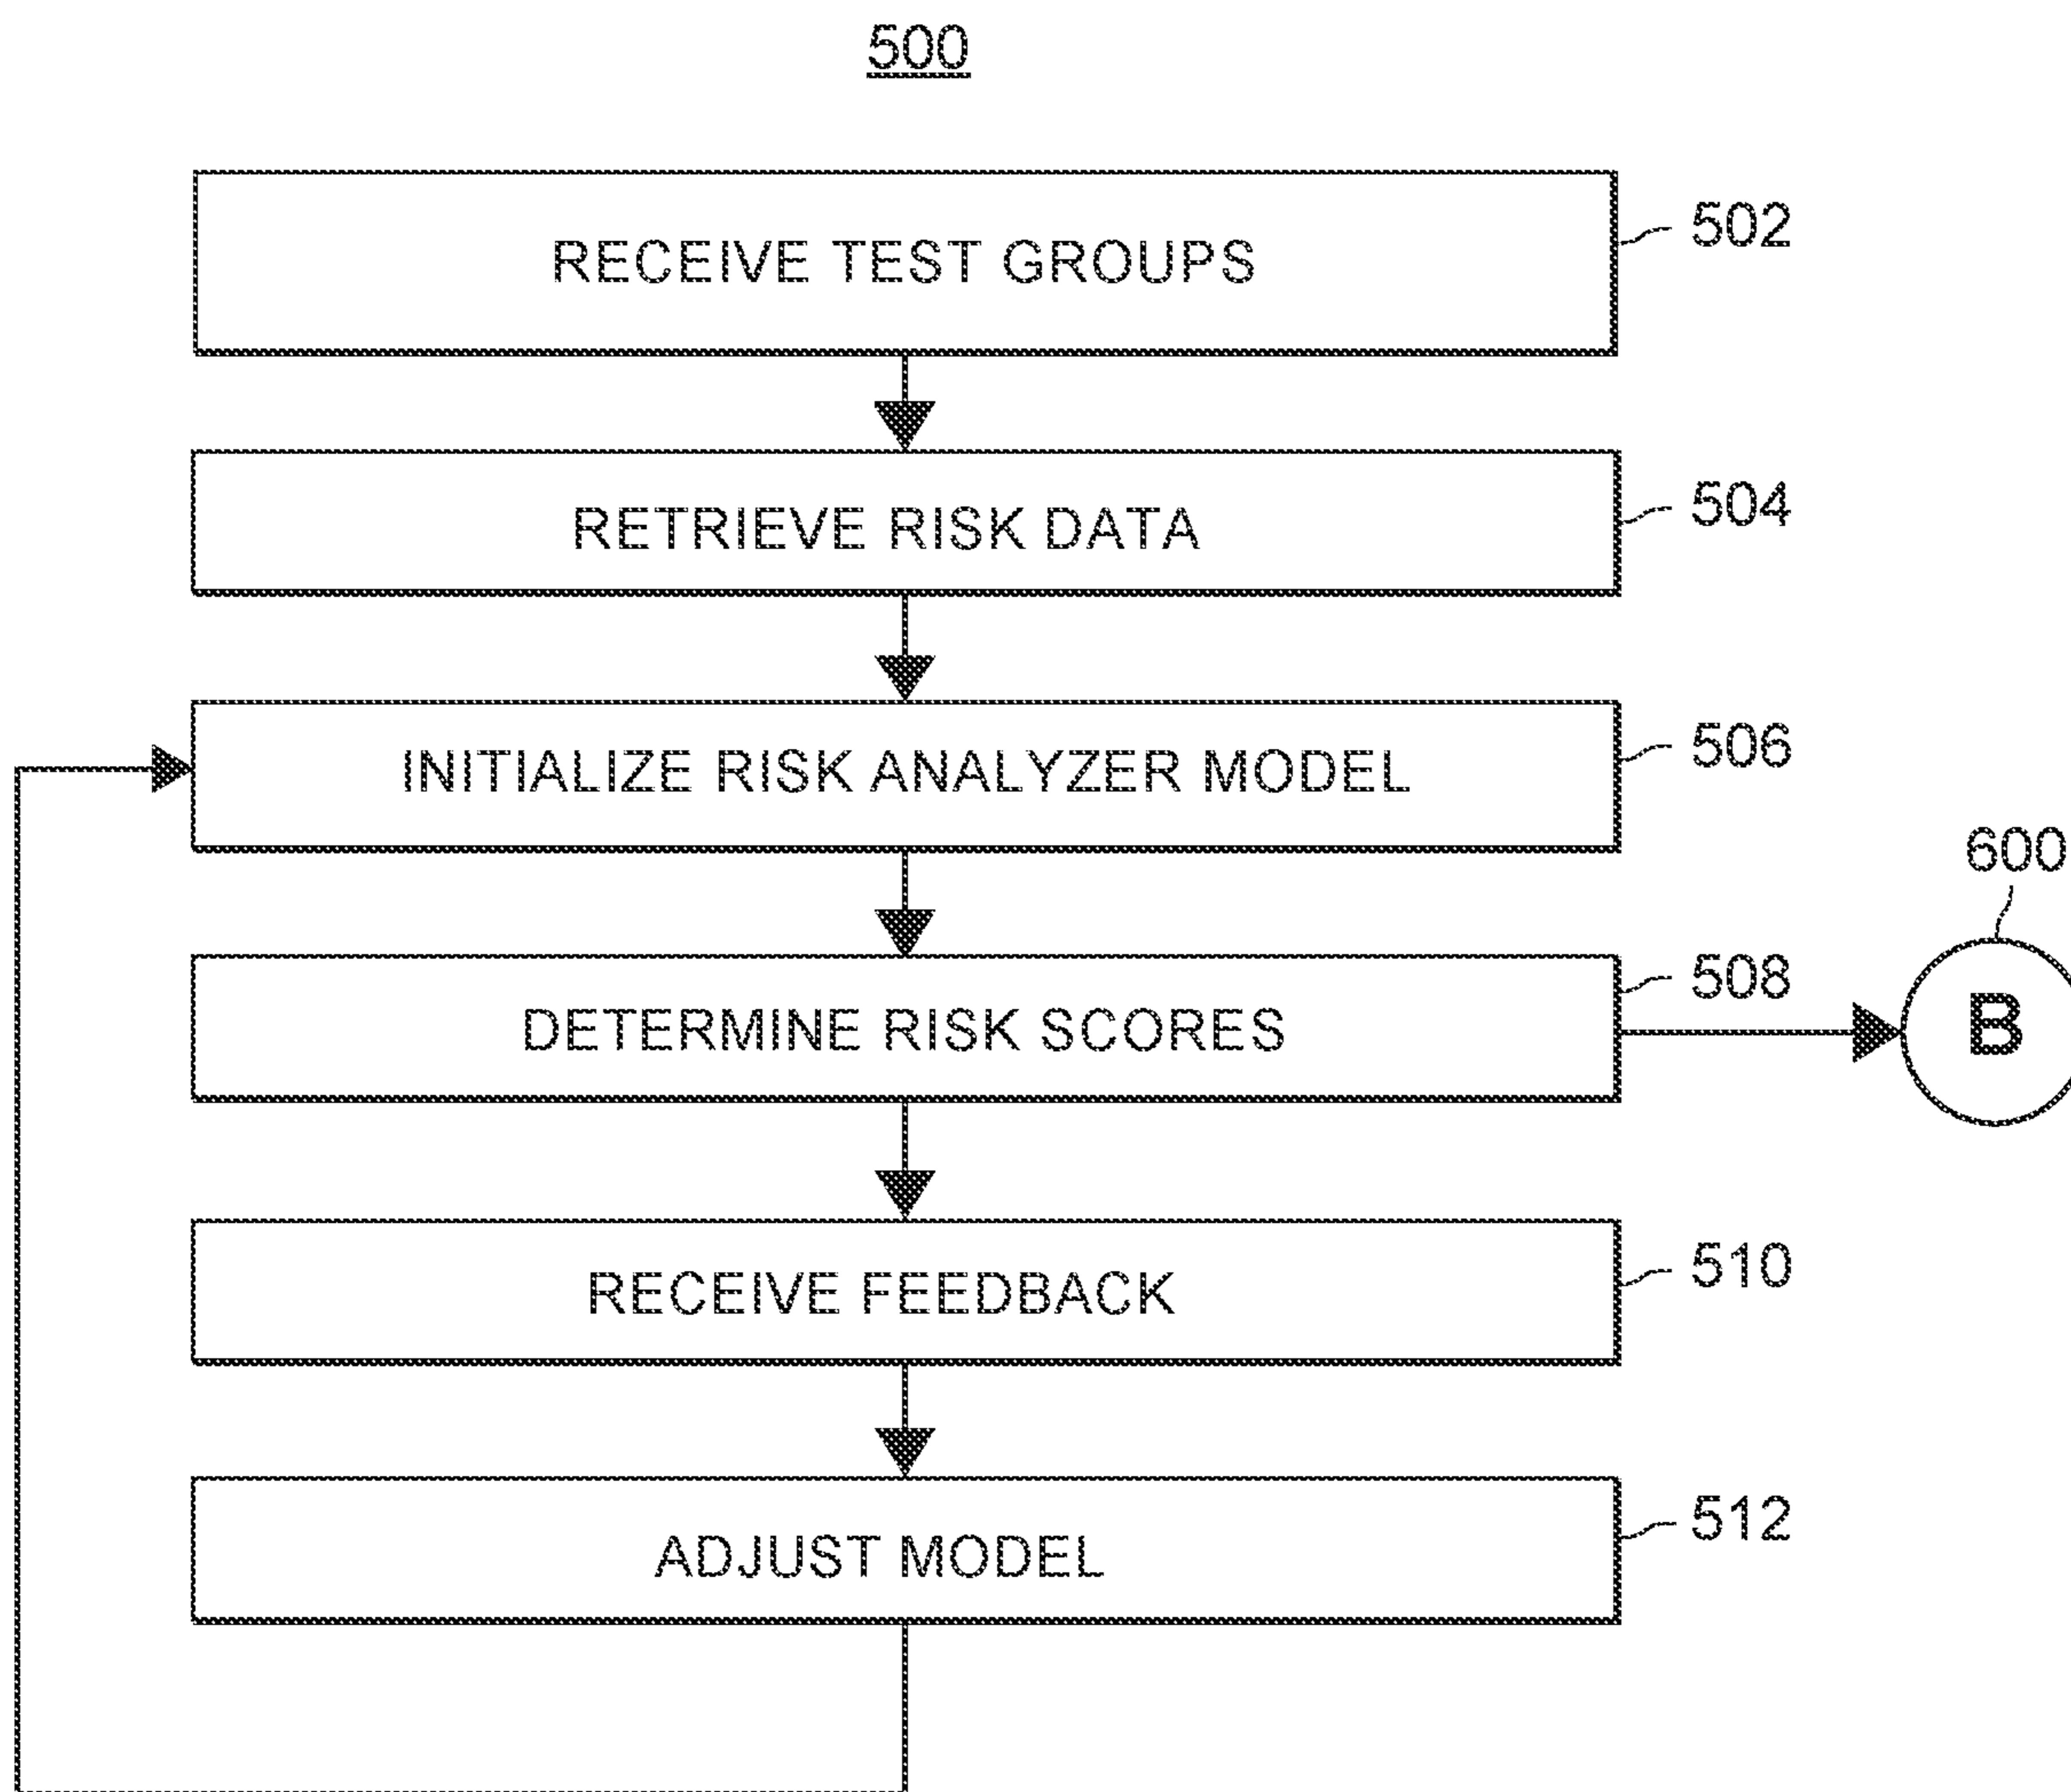 500
RECEIVE TEST GROUPS
502
RETRIEVE RISK DATA
504
INITIALIZE RISK ANALYZER MODEL
506
600
DETERMINE RISK SCORES
508
B
RECEIVE FEEDBACK
510
ADJUST MODEL
512